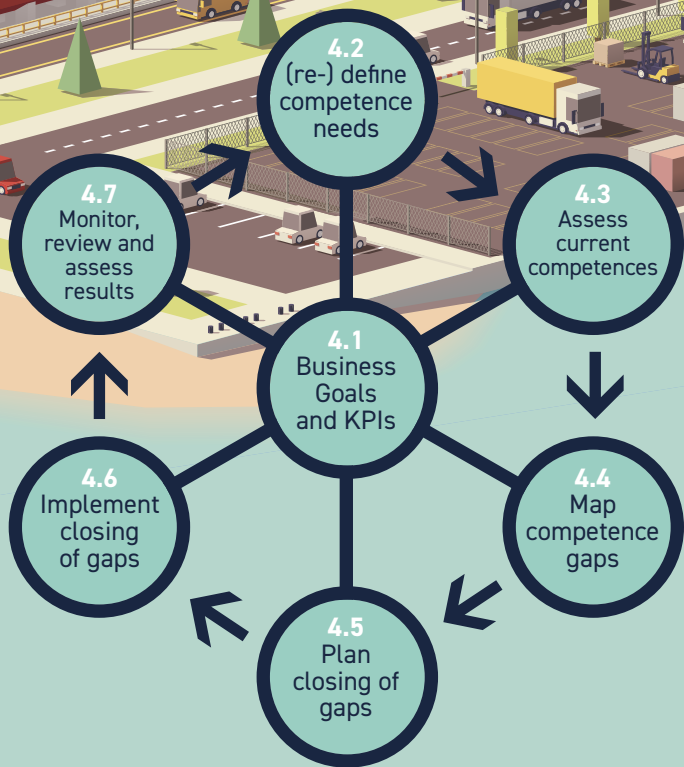 4.2
(re-) define
competence
needs
4.3
Assess
current
competences
4.4
Map
competence
gaps
4.5
Plan
closing of
gaps
4.6
Implement
closing
of gaps
4.7
Monitor,
review and
assess
results
4.1
Business
Goals
and KPIs